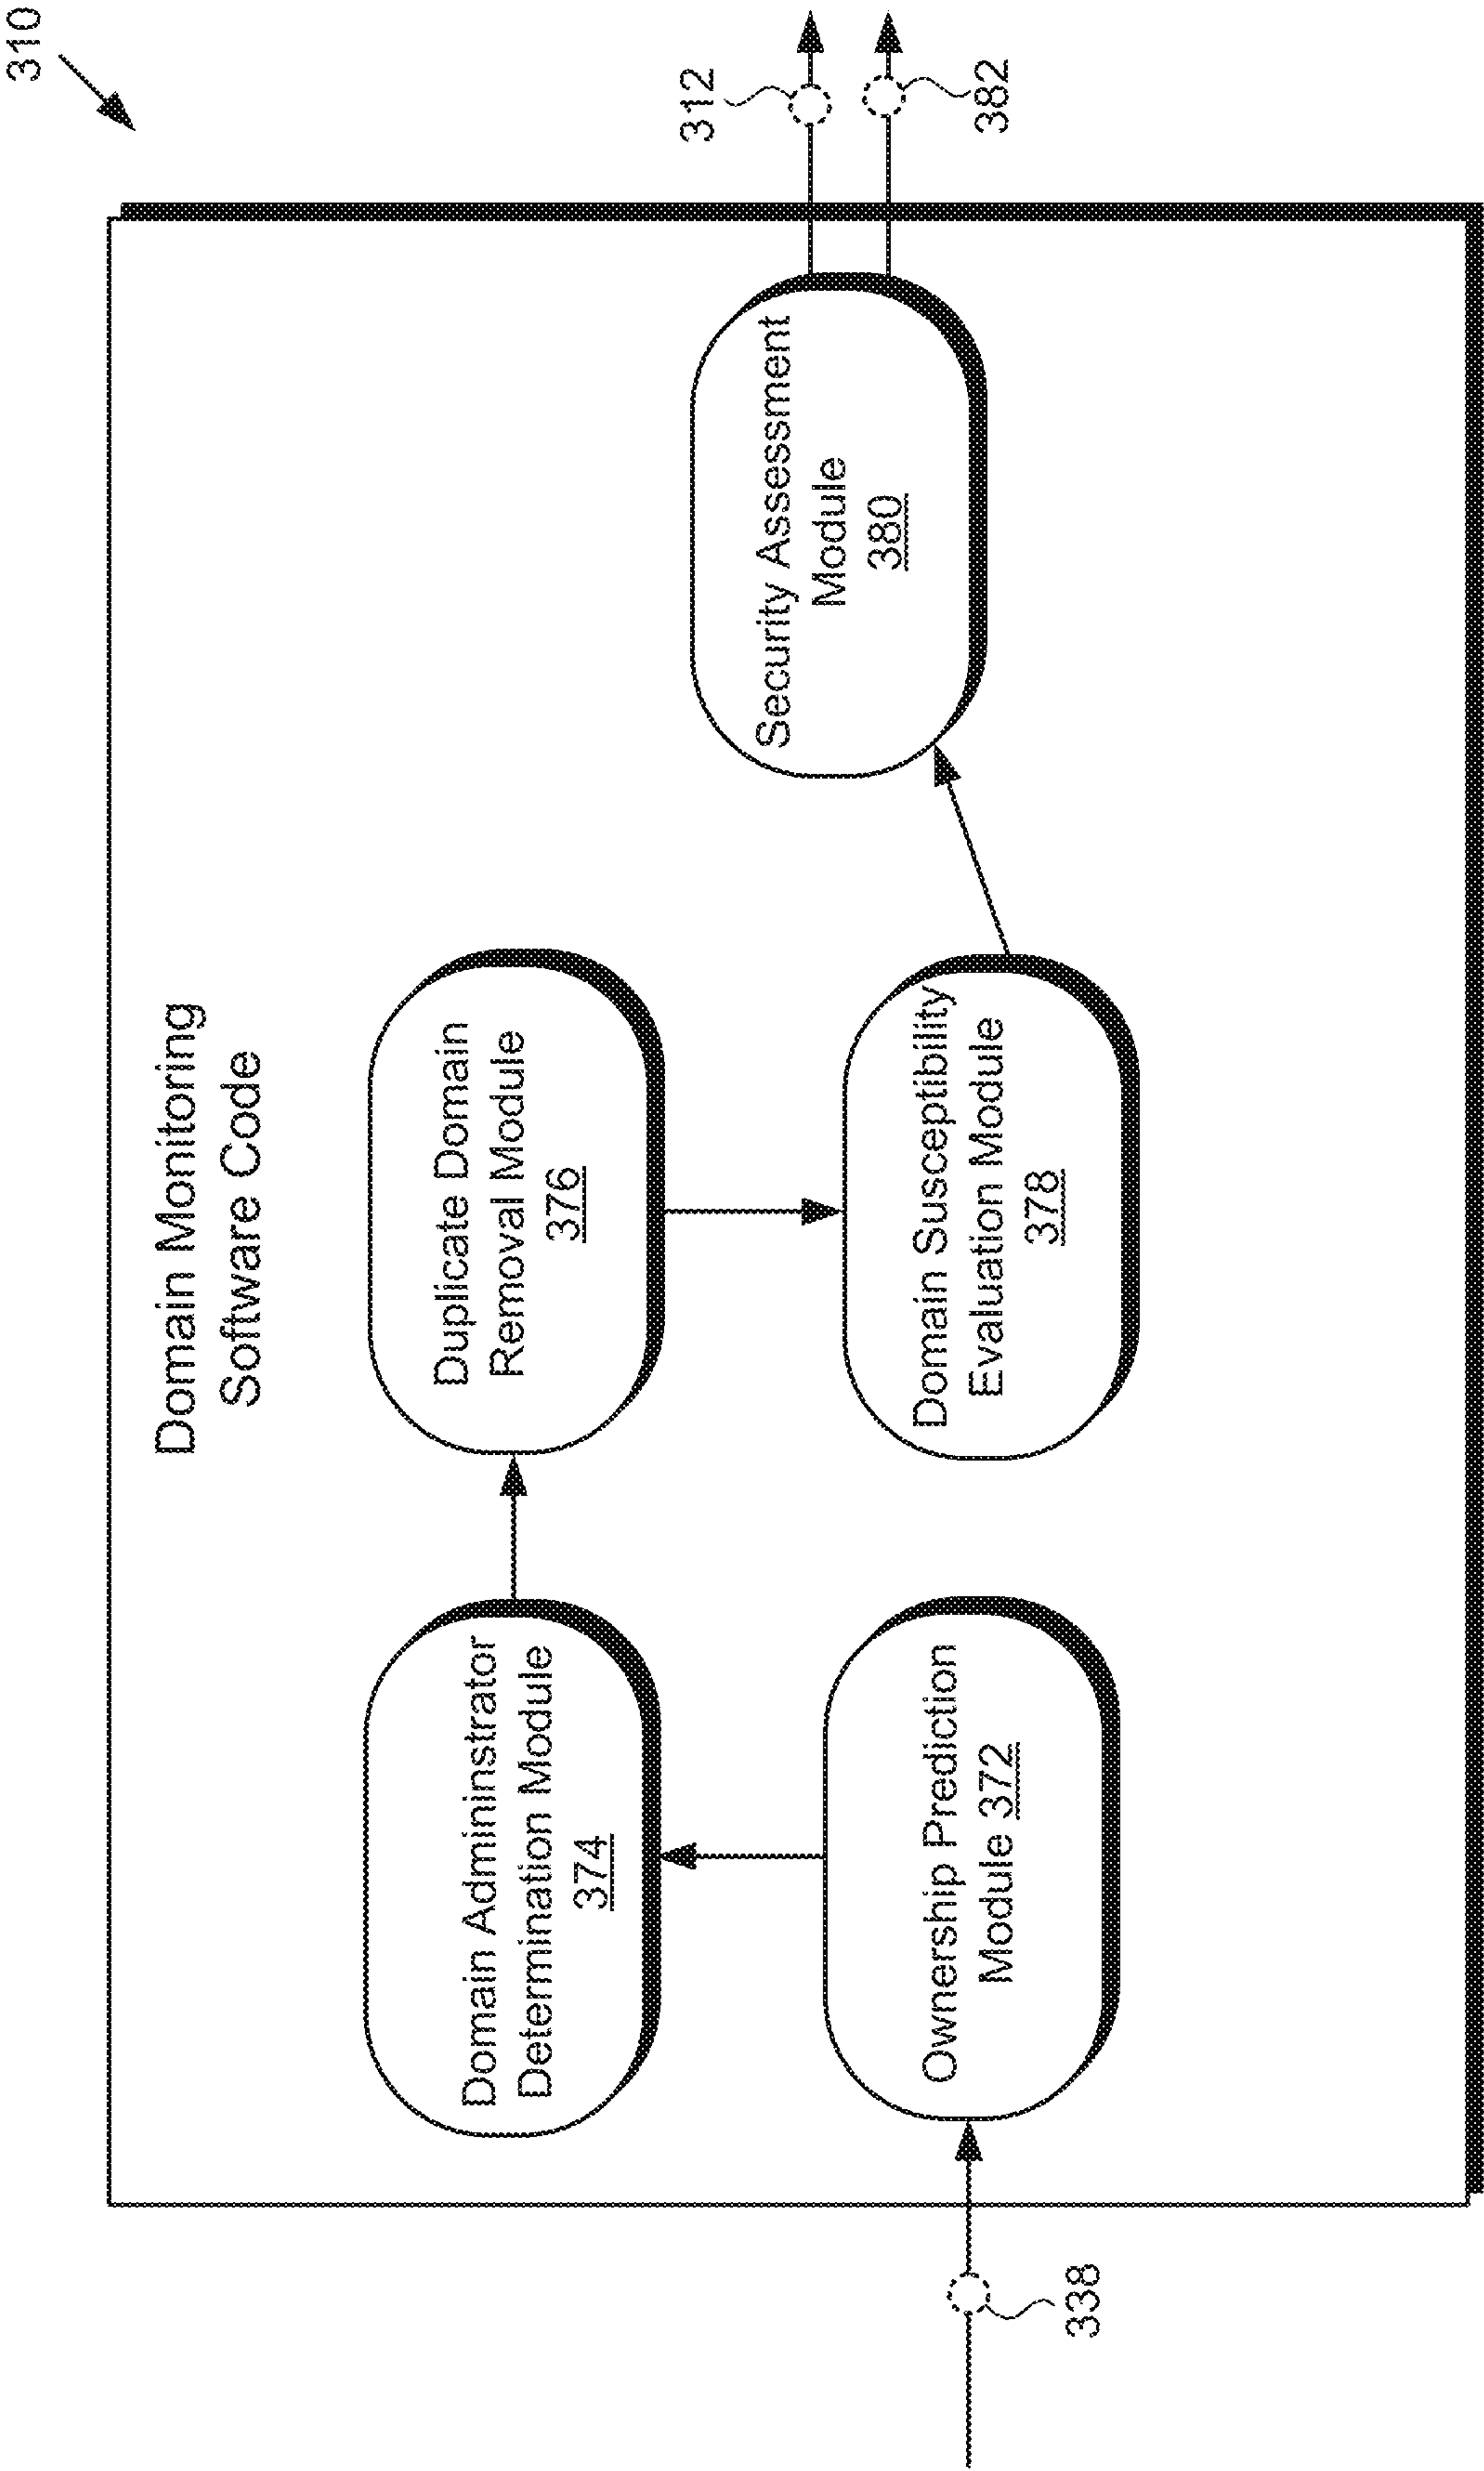 310
Domain Monitoring
Software Code
Domain Admininstrator
Determination Module
374
Duplicate Domain
Removal Module
376
312
382
Security Assessment
Module
380
Ownership Prediction
Module 372
Domain Susceptibility
Evaluation Module
378
338